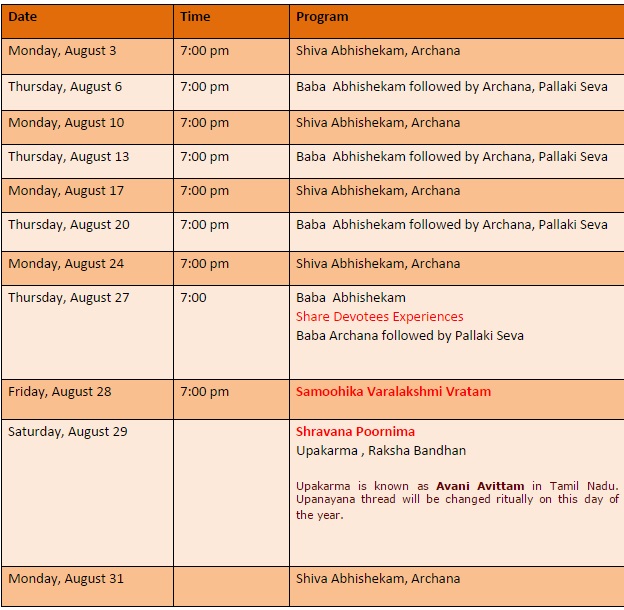 Date Time Program
Monday, August 3 7:00 pm Shiva Abhishekam, Archana
Thursday, August 6 7:00 pm Baba Abhishekam followed by Archana, Pallaki Seva
Monday, August 10 7:00 pm Shiva Abhishekam, Archana
Thursday, August 13 7:00 pm Baba Abhishekam followed by Archana, Pallaki Seva
Monday, August 17 7:00 pm Shiva Abhishekam, Archana
Thursday, August 20 7:00 pm Baba Abhishekam followed by Archana, Pallaki Seva
Monday, August 24 7:00 pm Shiva Abhishekam, Archana
Thursday, August 27 7:00 Baba Abhishekam
Share Devotees Experiences
Baba Archana followed by Pallaki Seva
Friday, August 28 7:00 pm Samoohika Varalakshmi Vratam
Saturday, August 29 Shravana Poornima
Upakarma , Raksha Bandhan
Upakarma is known as Avani Avittam in Tamil Nadu.
Upanayana thread will be changed ritually on this day of
the year.
Monday, August 31 Shiva Abhishekam, Archana